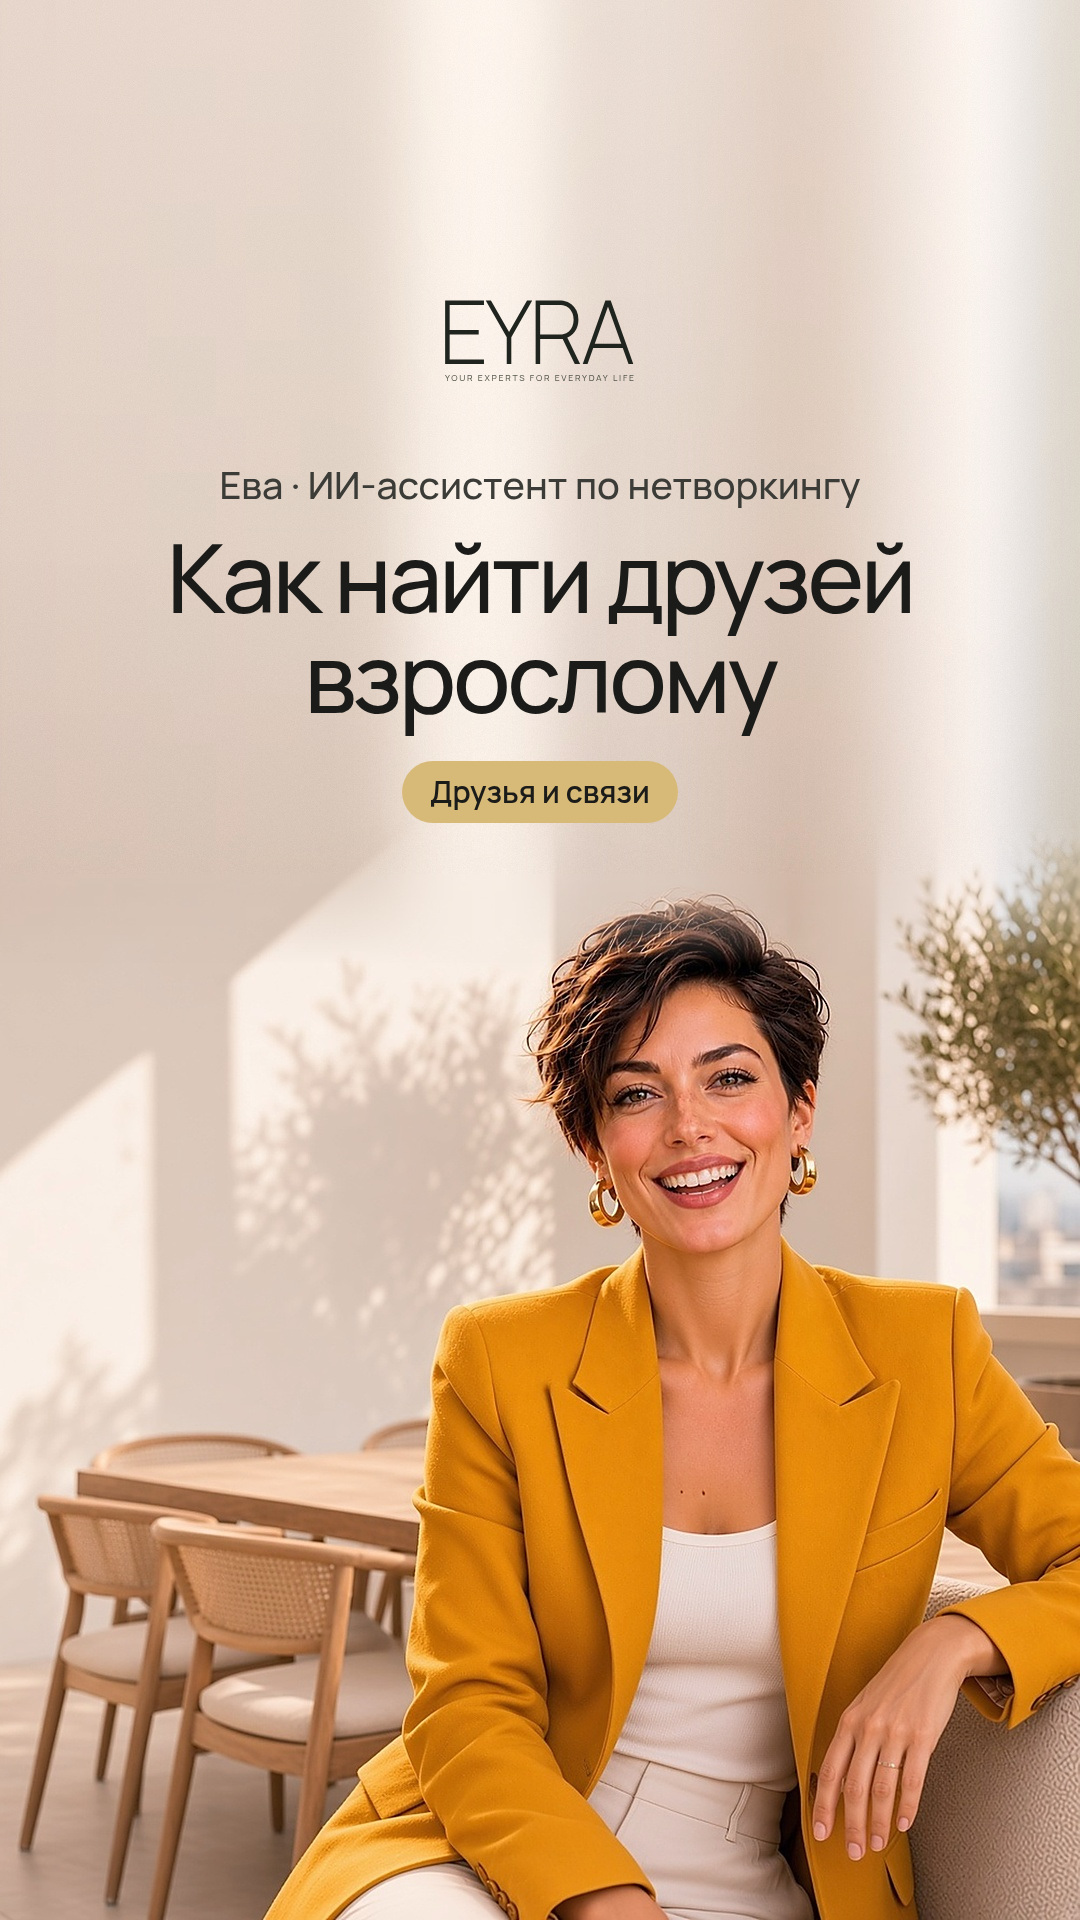 EYRA
YOUR EXPERTS FOR EVERYDAY LIFE
Ева · ИИ-ассистент по нетворкингу
Как найти друзей
взрослому
Друзья и связи